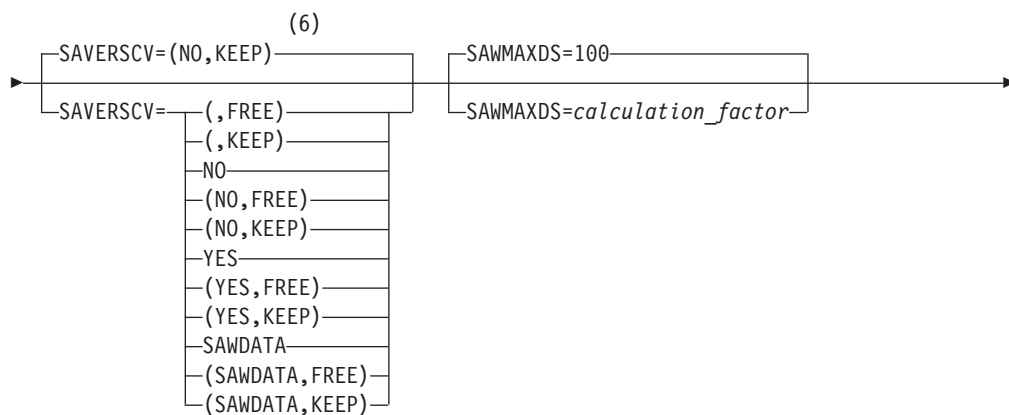 (6)
SAVERSCV=(NO,KEEP) SAWMAXDS=100
SAVERSCV= (,FREE) SAWMAXDS=calculation_factor
(,KEEP)
NO
(NO,FREE)
(NO,KEEP)
YES
(YES,FREE)
(YES,KEEP)
SAWDATA
(SAWDATA,FREE)
(SAWDATA,KEEP)